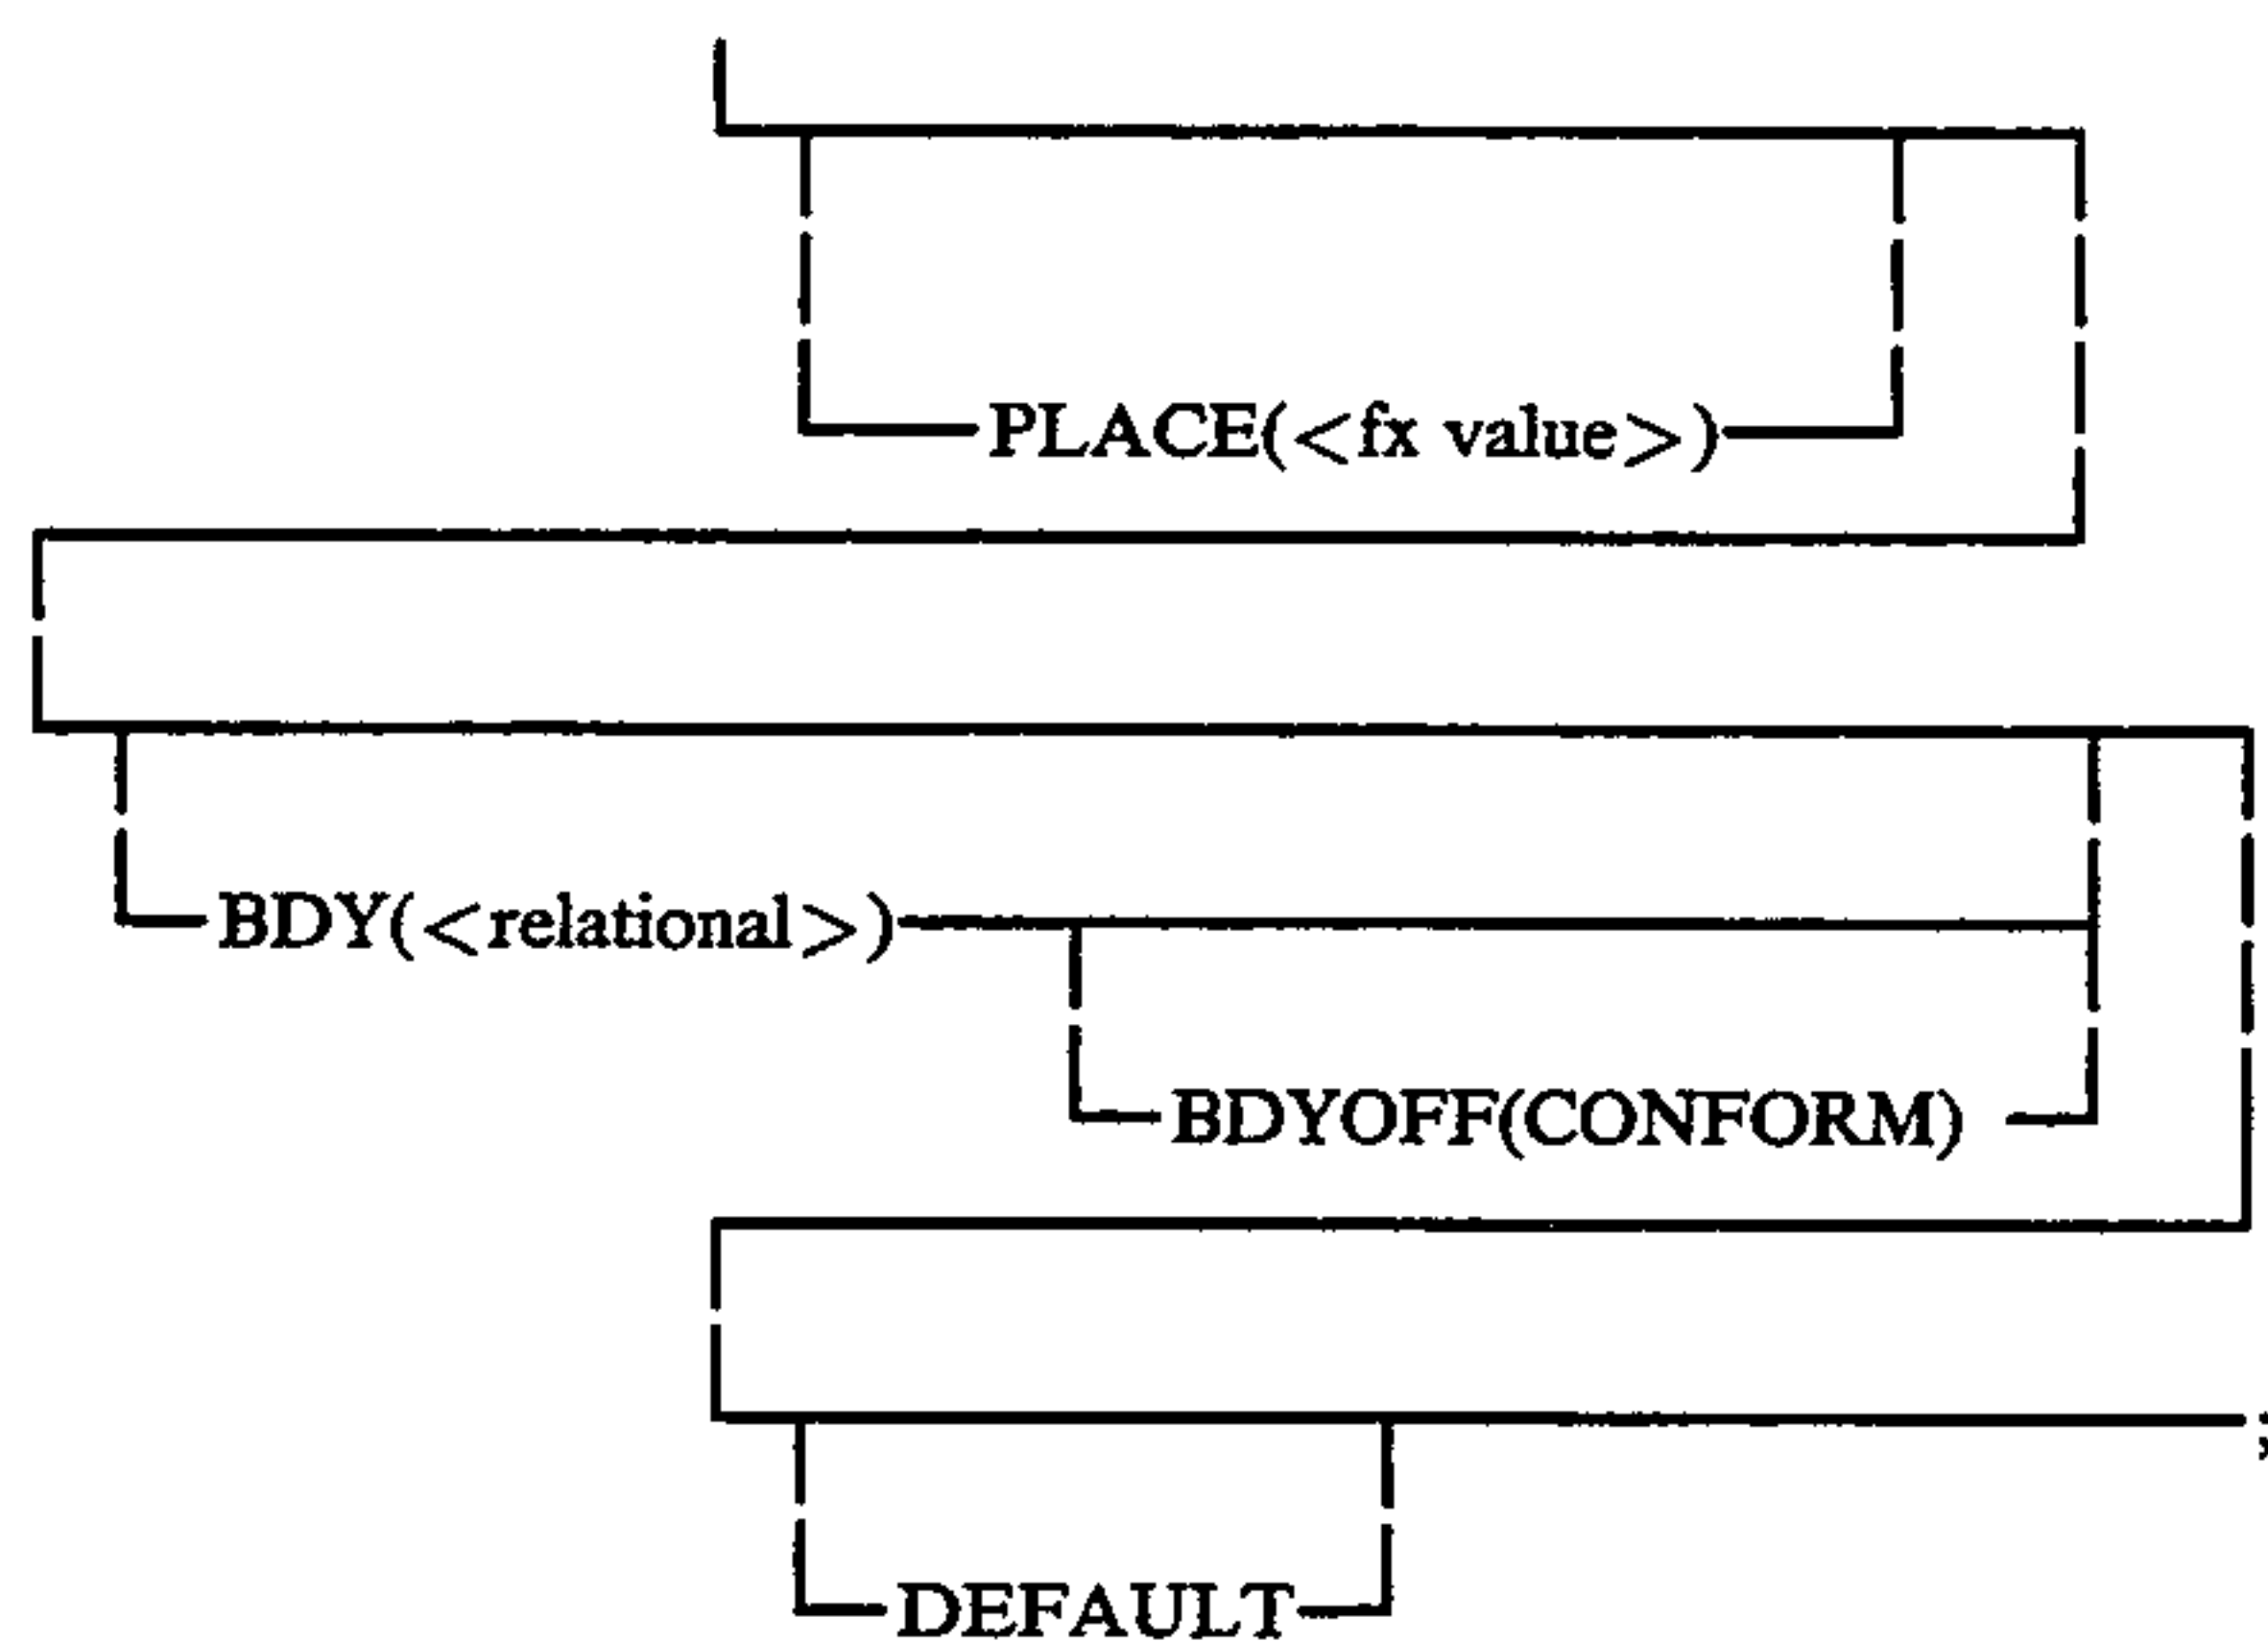 PLACE(<fx value>)
BDY(<relational>)
BDYOFF(CONFORM)
;
DEFAULT